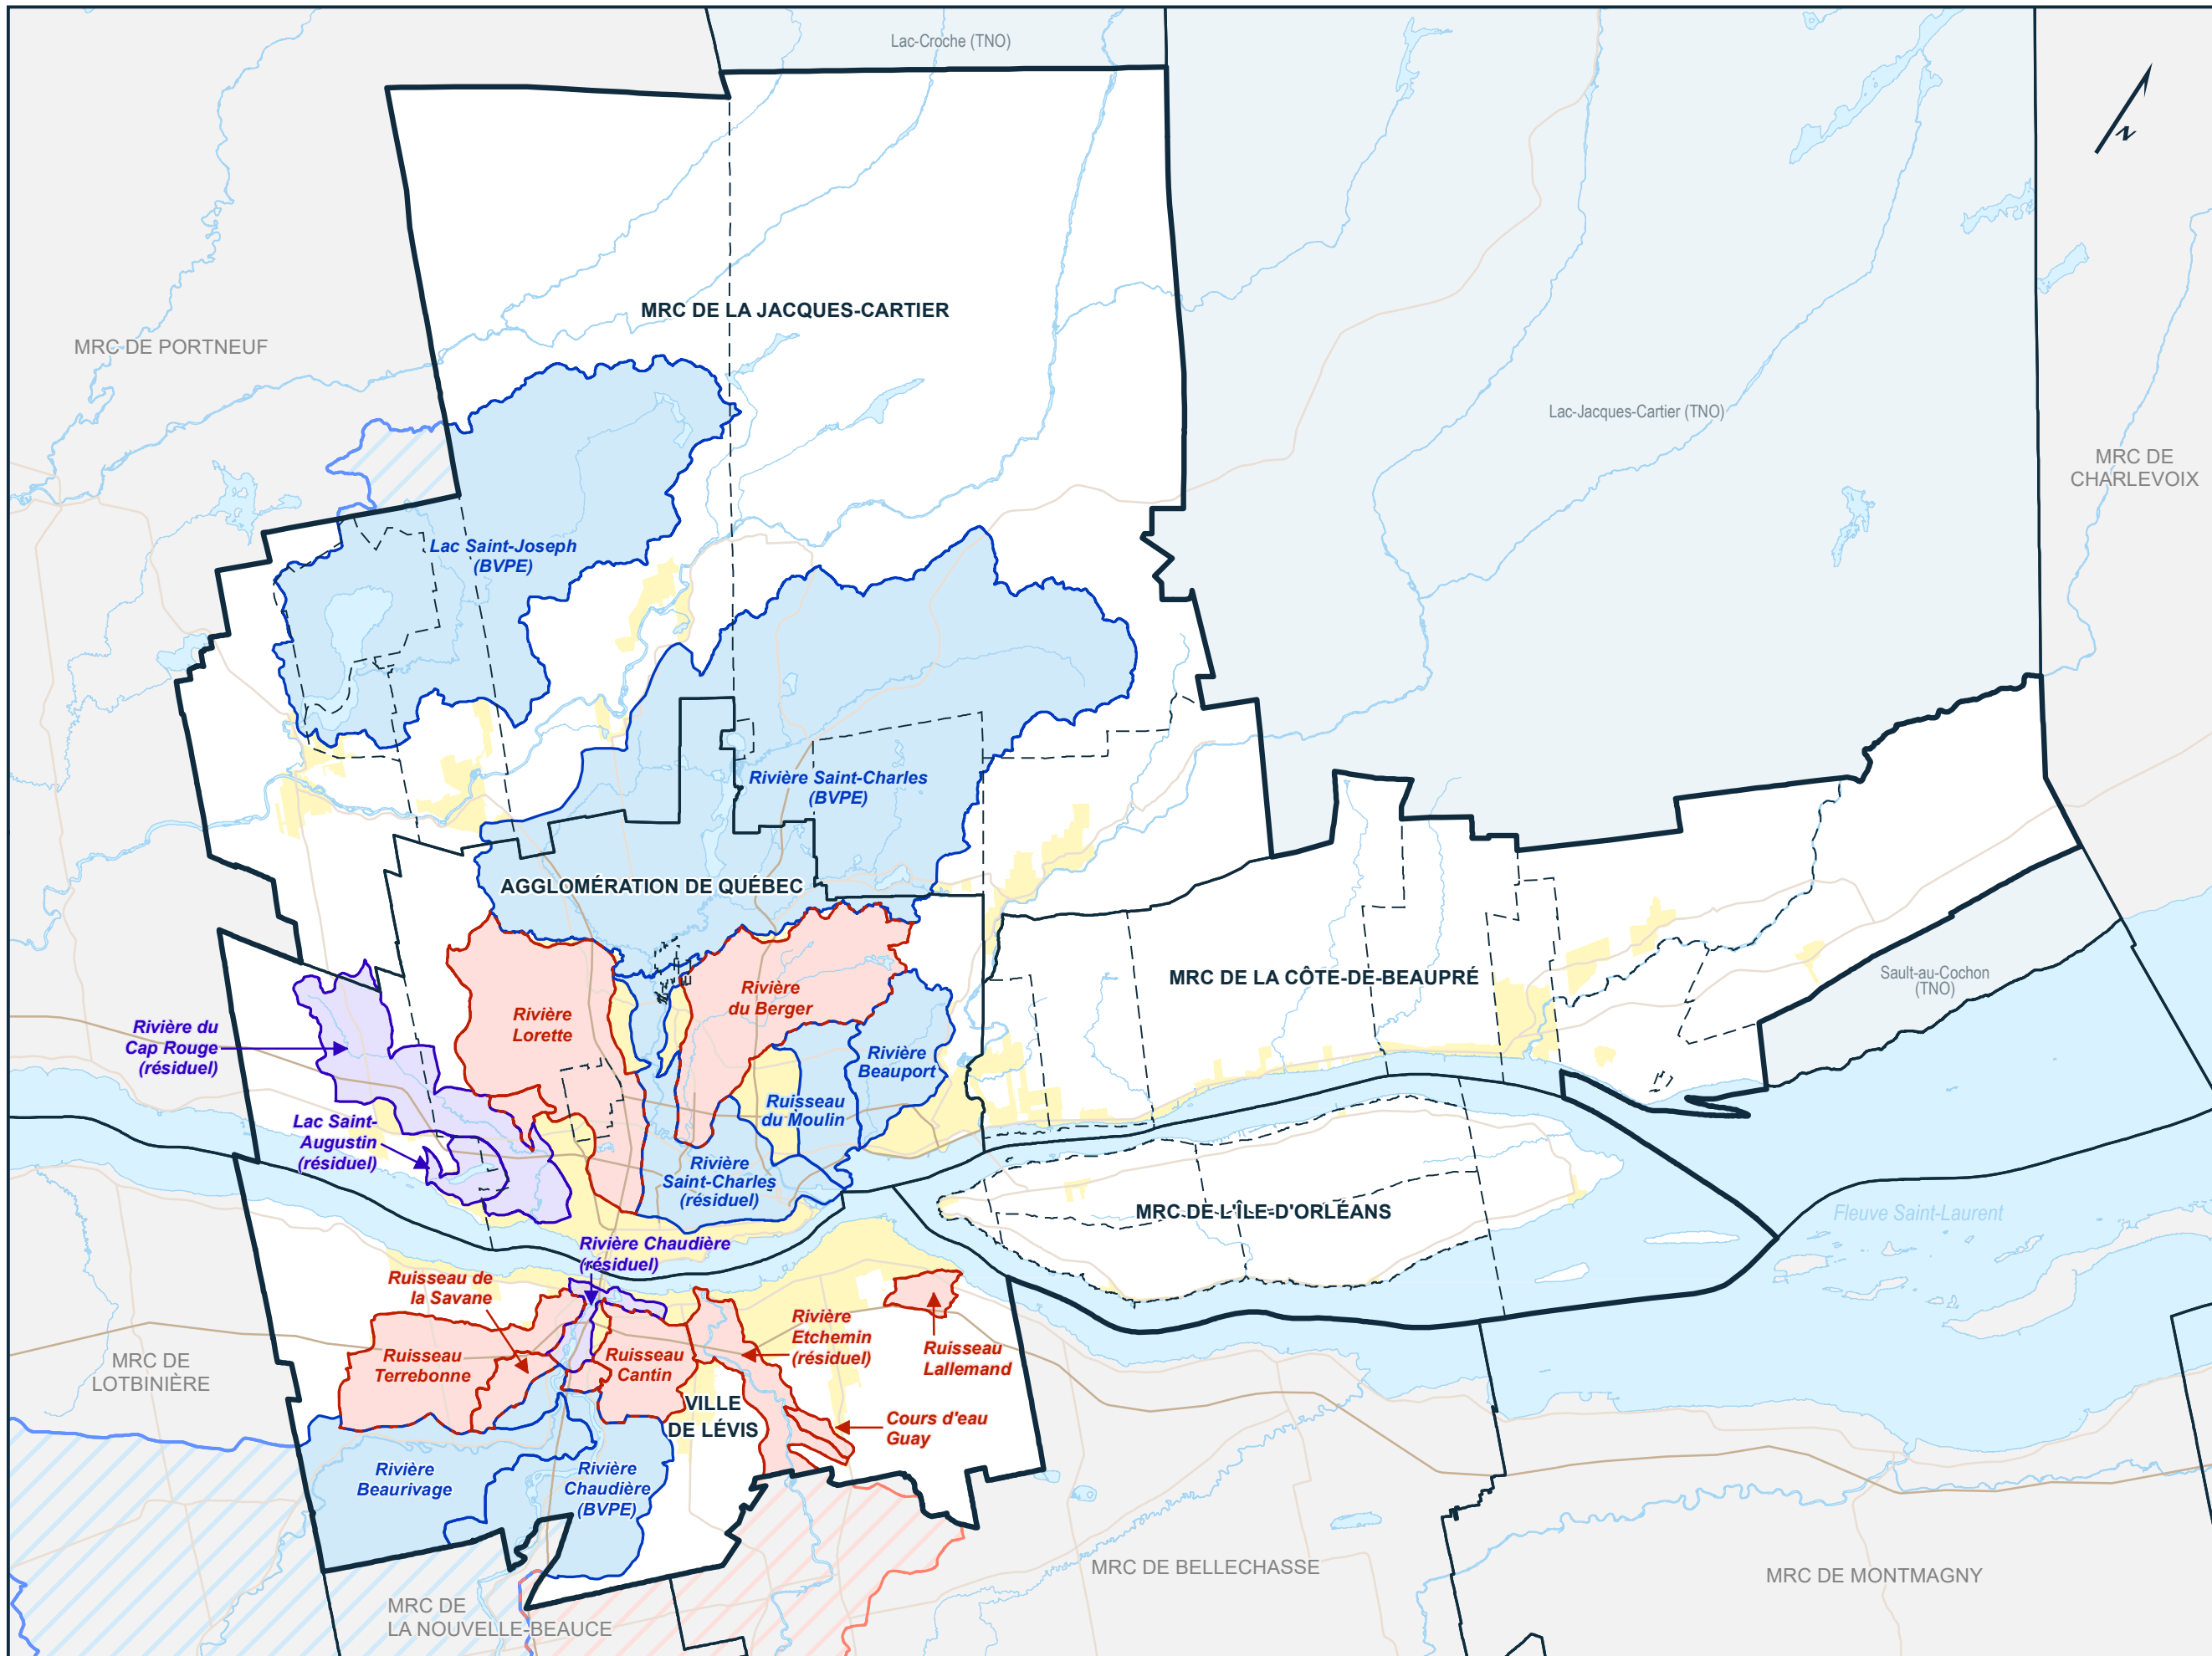 Lac-Croche (TNO)
N
MRC DE LA JACQUES-CARTIER
MRC DE PORTNEUF
Lac-Jacques-Cartier (TNO)
MRC DE
CHARLEVOIX
Lac Saint-Joseph
(BVPE)
Rivière Saint-Charles
(BVPE)
AGGLOMÉRATION DE QUÉBEC
MRC DE LA CÔTE-DE-BEAUPRÉ
Sault-au-Cochon
(TNO)
Rivière
du Berger
Rivière
Lorette
Rivière du
Cap Rouge
(résiduel)
Rivière
Beauport
Ruisseau
du Moulin
Lac Saint-
Augustin
(résiduel)
Rivière
Saint-Charles
(résiduel)
MRC DE L'ÎLE-D'ORLÉANS
Fleuve Saint-Laurent
Rivière Chaudière
(résiduel)
Ruisseau de
la Savane
Rivière
Etchemin
(résiduel)
Ruisseau
Lallemand
Ruisseau
Terrebonne
Ruisseau
Cantin
MRC DE
LOTBINIÈRE
VILLE
DE LÉVIS
Cours d'eau
Guay
Rivière
Beaurivage
Rivière
Chaudière
(BVPE)
MRC DE BELLECHASSE
MRC DE MONTMAGNY
MRC DE
LA NOUVELLE-BEAUCE